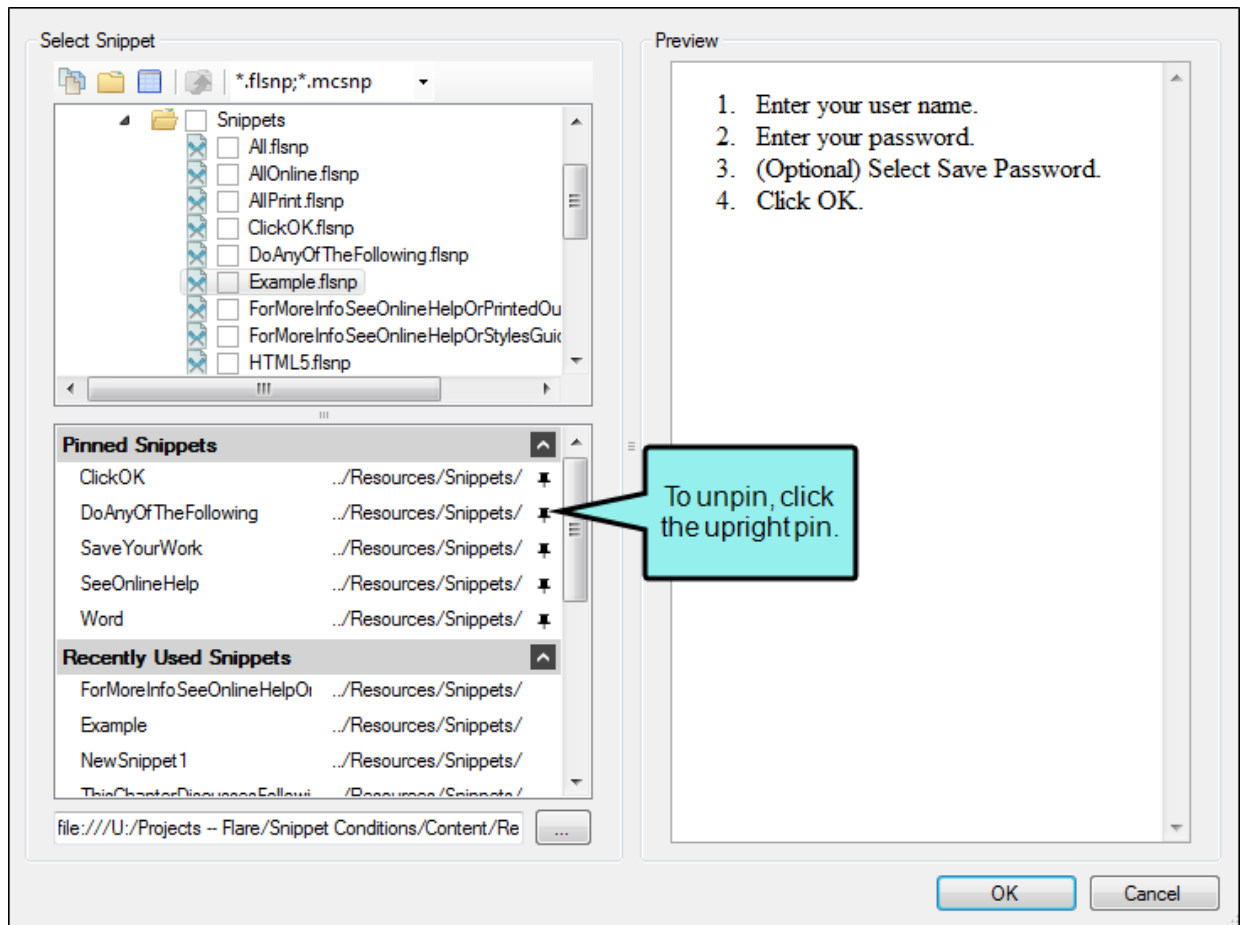 Select Snippet
*.flsnp;*.mcsnp
Snippets
All.flsnp
AllOnline.flsnp
AllPrint.flsnp
ClickOK.flsnp
DoAnyOfTheFollowing.flsnp
Example.flsnp
ForMoreInfoSeeOnlineHelpOrPrintedOu
ForMoreInfoSeeOnlineHelpOrStylesGuid
HTML5.flsnp
Pinned Snippets
ClickOK ../Resources/Snippets/
DoAnyOfTheFollowing ../Resources/Snippets/
SaveYourWork ../Resources/Snippets/
SeeOnlineHelp ../Resources/Snippets/
Word ../Resources/Snippets/
Recently Used Snippets
ForMoreInfoSeeOnlineHelpOr ../Resources/Snippets/
Example ../Resources/Snippets/
NewSnippet1 ../Resources/Snippets/
ThisChapterDiscussesFollowi ../Resources/Snippets/
file:///U:/Projects -- Flare/Snippet Conditions/Content/Re
...
Preview
1. Enter your user name.
2. Enter your password.
3. (Optional) Select Save Password.
4. Click OK.
To unpin, click
the upright pin.
OK
Cancel